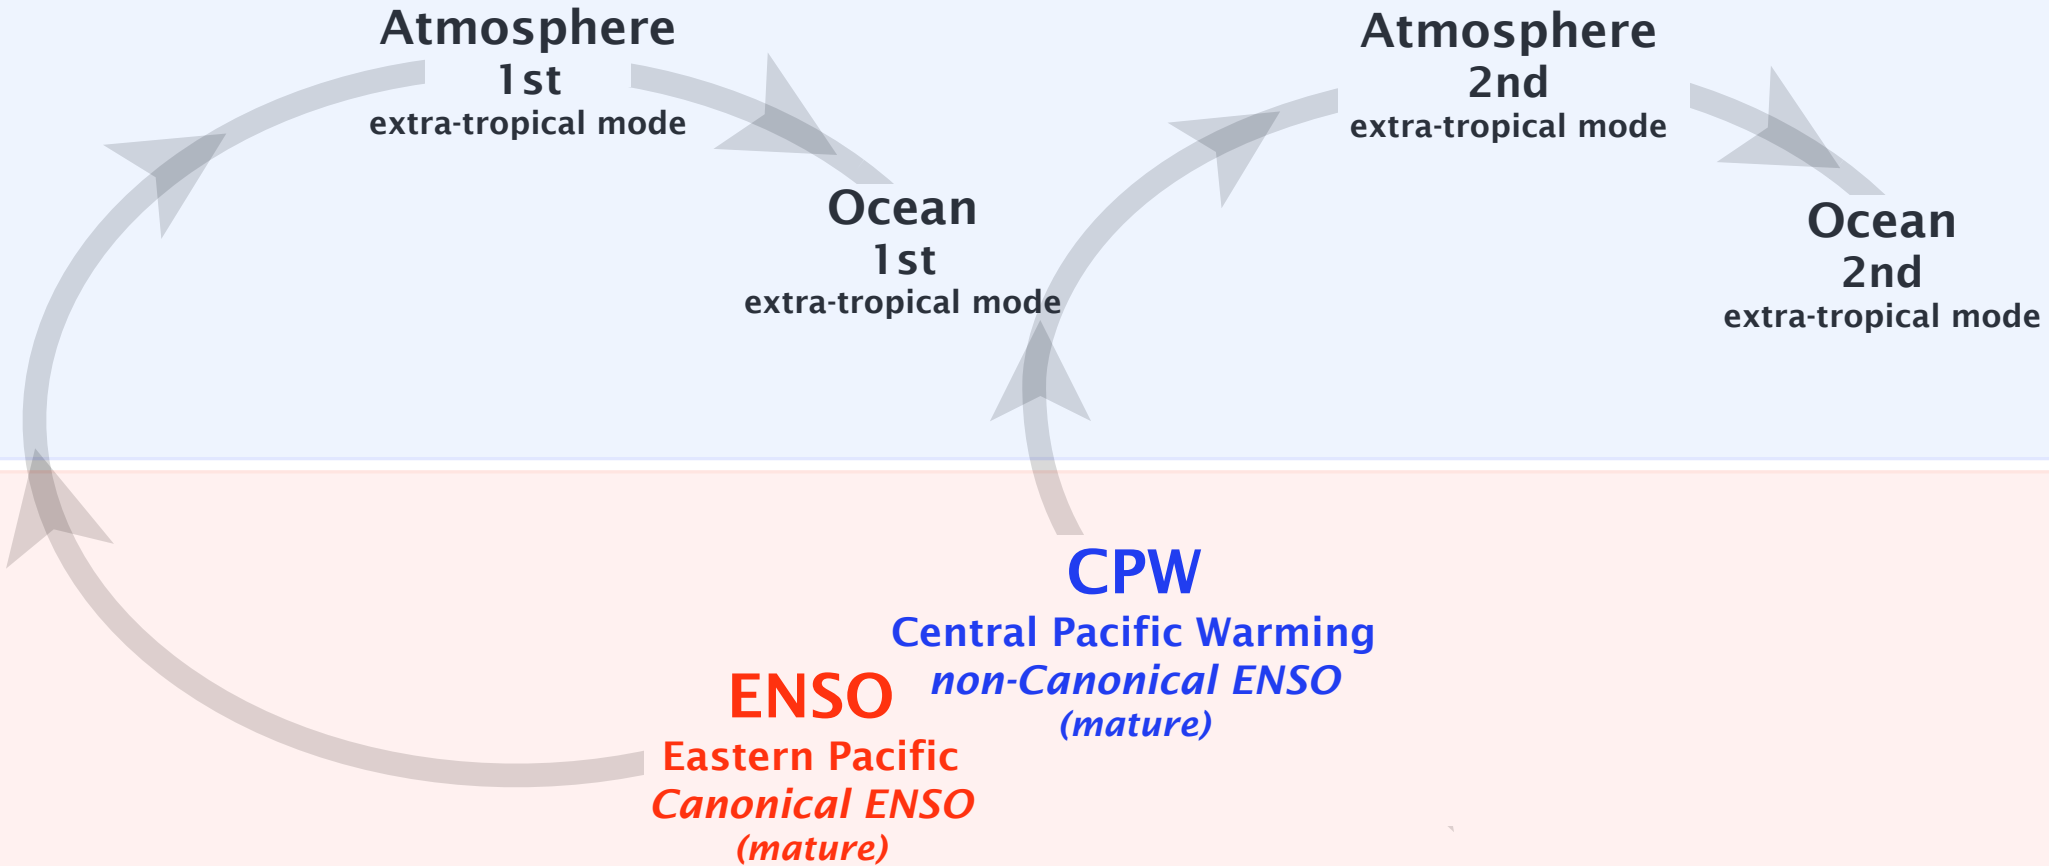 Atmosphere
1st
extra-tropical mode
Ocean
1st
extra-tropical mode
Atmosphere
2nd
extra-tropical mode
Ocean
2nd
extra-tropical mode
CPW
Central Pacific Warming
non-Canonical ENSO
(mature)
ENSO
Eastern Pacific
Canonical ENSO
(mature)